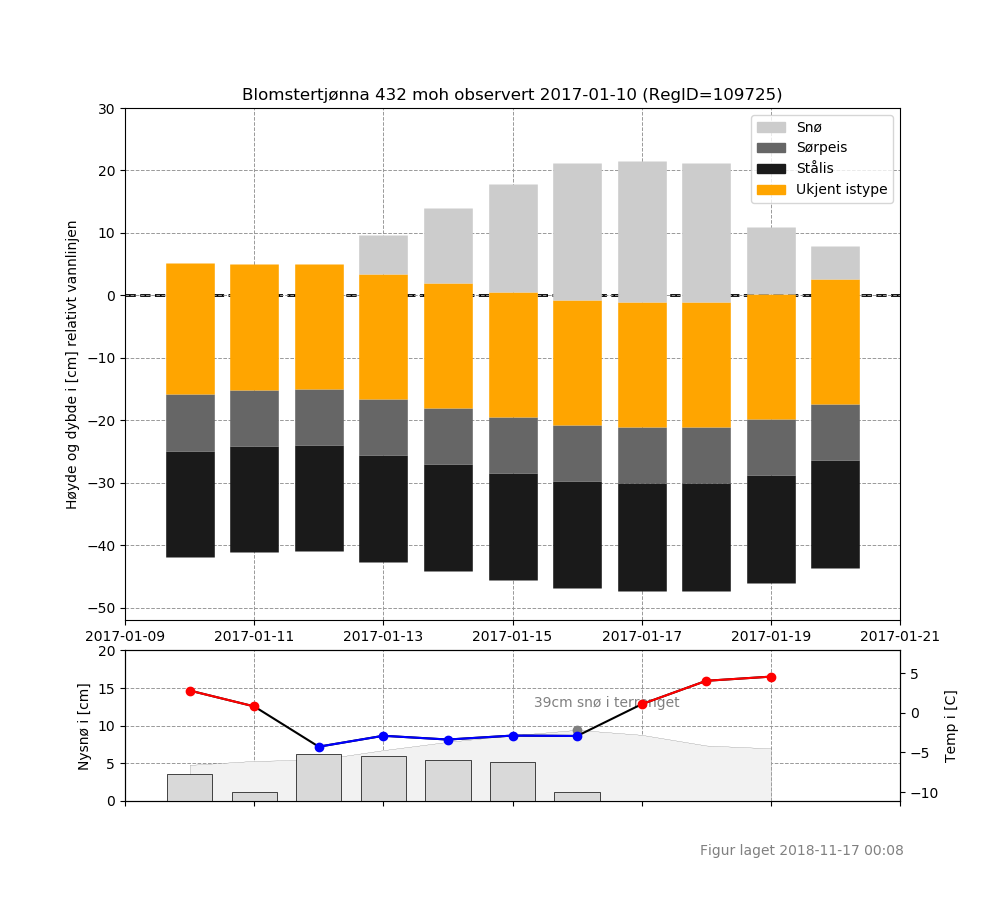 Blomstertjønna 432 moh observert 2017-01-10 (RegID=109725)
Høyde og dybde i [cm] relativt vannlinjen
30
20
10
0
−10
−20
−30
−40
−50
Snø
Sørpeis
Stålis
Ukjent istype
2017-01-09 2017-01-11 2017-01-13 2017-01-15 2017-01-17 2017-01-19 2017-01-21
Nysnø i [cm]
20
15
10
5
0
39cm snø i terrenget
5
0
−5
−10
Temp i [C]
Figur laget 2018-11-17 00:08